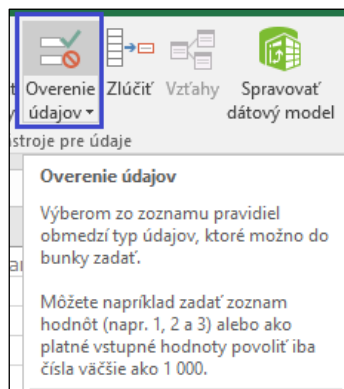 Overenie Zlúčiť Vzťahy Spravovať
údajov dátový model
stroje pre údaje
Overenie údajov
Výberom zo zoznamu pravidiel
obmedzí typ údajov, ktoré možno do
bunky zadať.
Môžete napríklad zadať zoznam
hodnôt (napr. 1, 2 a 3) alebo ako
platné vstupné hodnoty povoliť iba
čísla väčšie ako 1 000.